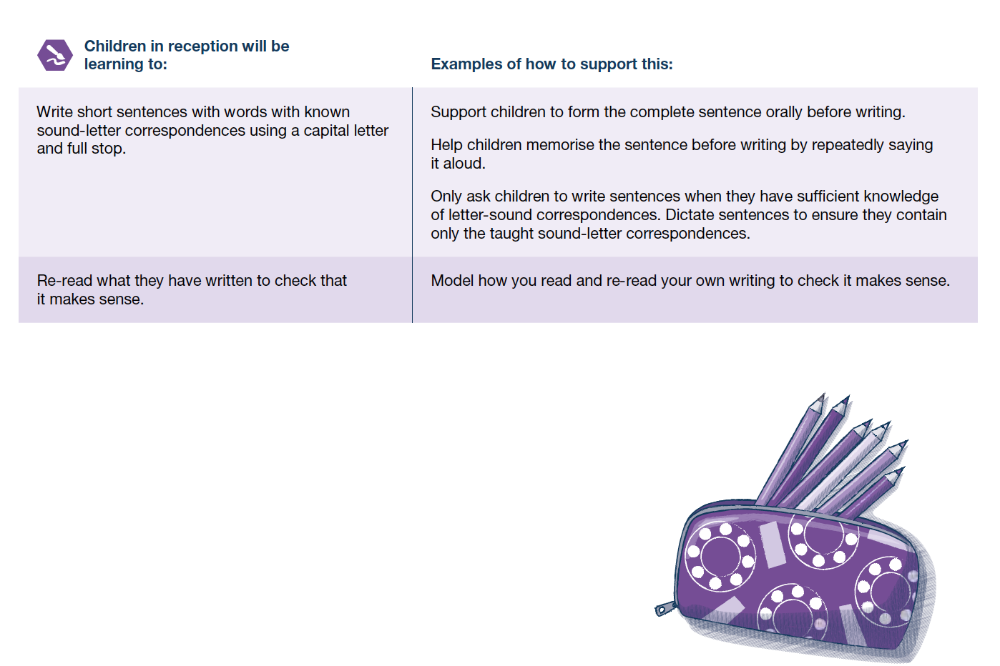 Children in reception will be
learning to:
Examples of how to support this:
Write short sentences with words with known
sound-letter correspondences using a capital letter
and full stop.
Support children to form the complete sentence orally before writing.
Help children memorise the sentence before writing by repeatedly saying
it aloud.
Only ask children to write sentences when they have sufficient knowledge
of letter-sound correspondences. Dictate sentences to ensure they contain
only the taught sound-letter correspondences.
Re-read what they have written to check that
it makes sense.
Model how you read and re-read your own writing to check it makes sense.